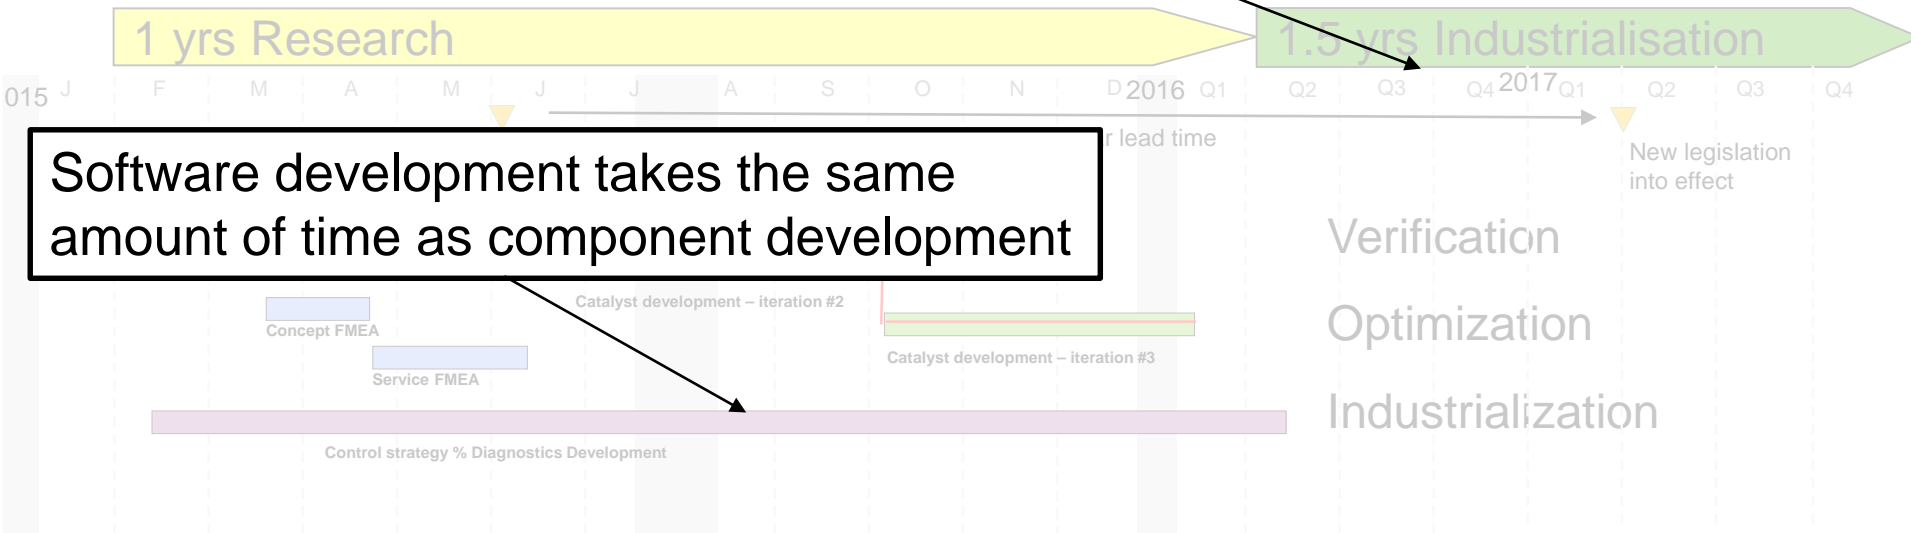 1 yrs Research
1.5 yrs Industrialisation
015 J F M A M J J A S O N D 2016 Q1 Q2 Q3 Q4 2017 Q1 Q2 Q3 Q4
r lead time
New legislation
into effect
Software development takes the same
amount of time as component development
Verification
Catalyst development – iteration #2
Optimization
Concept FMEA
Catalyst development – iteration #3
Service FMEA
Industrialization
Control strategy % Diagnostics Development